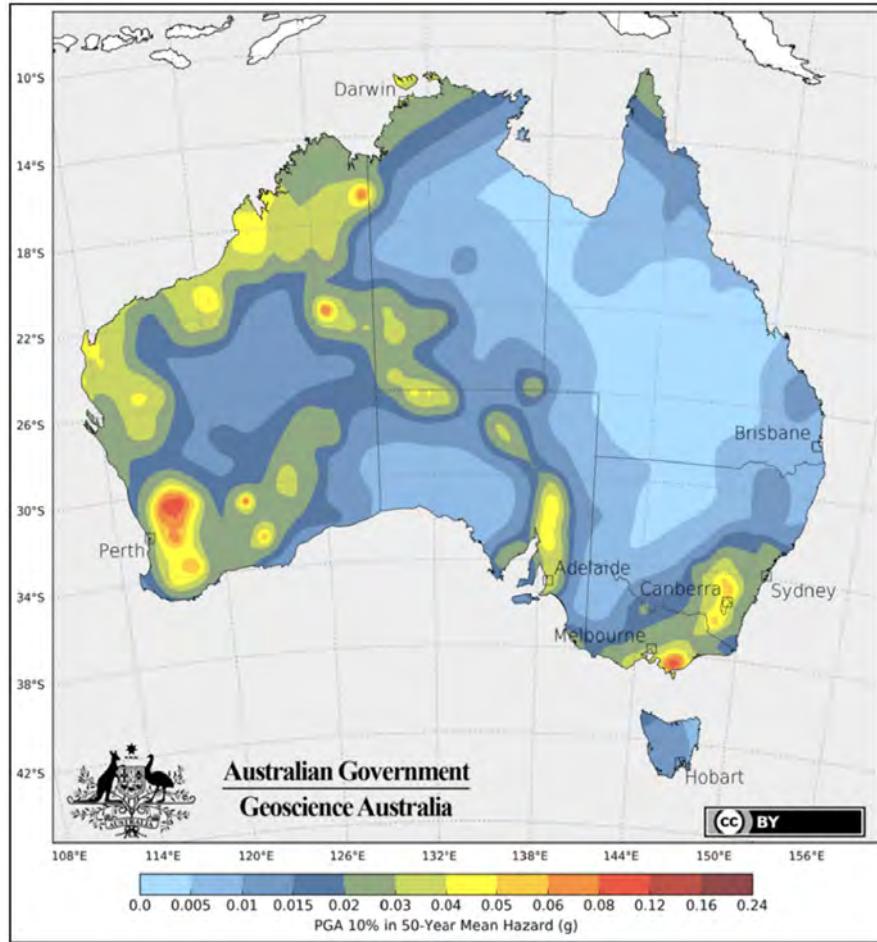 10°S
Darwin
14°S
18°S
22°S
26°S
Brisbane
30°S
Perth
Adelaide
Canberra
Sydney
34°S
Melbourne
38°S
Hobart
42°S
Australian Government
Geoscience Australia
AUSTRALIA
cc BY
108°E 114°E 120°E 126°E 132°E 138°E 144°E 150°E 156°E
0.0 0.005 0.01 0.015 0.02 0.03 0.04 0.05 0.06 0.08 0.12 0.16 0.24
PGA 10% in 50-Year Mean Hazard (g)